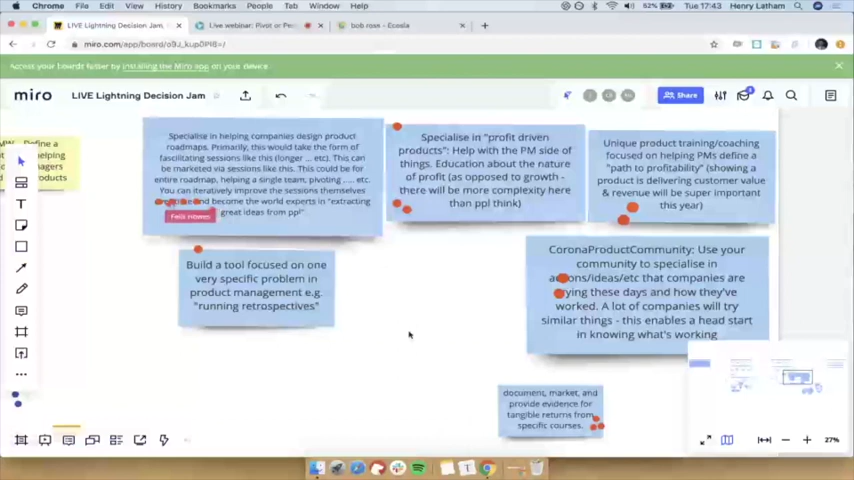 Chrome File Edit View History Bookmarks People Tab Window Help 52% Tue 17:43 Henry Latham
LIVE Lightning Decision Jam, Live webinar: Pivot or Pe bob ross - Ecosia
miro.com/app/board/o9J_kup0PI8=/
Access your boards faster by installing the Miro app on your device.
miro LIVE Lightning Decision Jam Share
Define a
helping
nagers
oducts
Specialise in helping companies design product
roadmaps. Primarily, this would take the form of
fascilitating sessions like this (longer ... etc). This can
be marketed via sessions like this. This could be for
entire roadmap, helping a single team, pivoting ,... etc.
You can iteratively improve the sessions themselves
and become the world experts in "extracting
great ideas from ppl"
Specialise in "profit driven
products": Help with the PM side of
things. Education about the nature
of profit (as opposed to growth -
there will be more complexity here
than ppl think)
Unique product training/coaching
focused on helping PMs define a
"path to profitability" (showing a
product is delivering customer value
& revenue will be super important
this year)
Build a tool focused on one
very specific problem in
product management e.g.
"running retrospectives"
CoronaProductCommunity: Use your
community to specialise in
actions/ideas/etc that companies are
trying these days and how they've
worked. A lot of companies will try
similar things - this enables a head start
in knowing what's working
document, market, and
provide evidence for
tangible returns from
specific courses.
27%